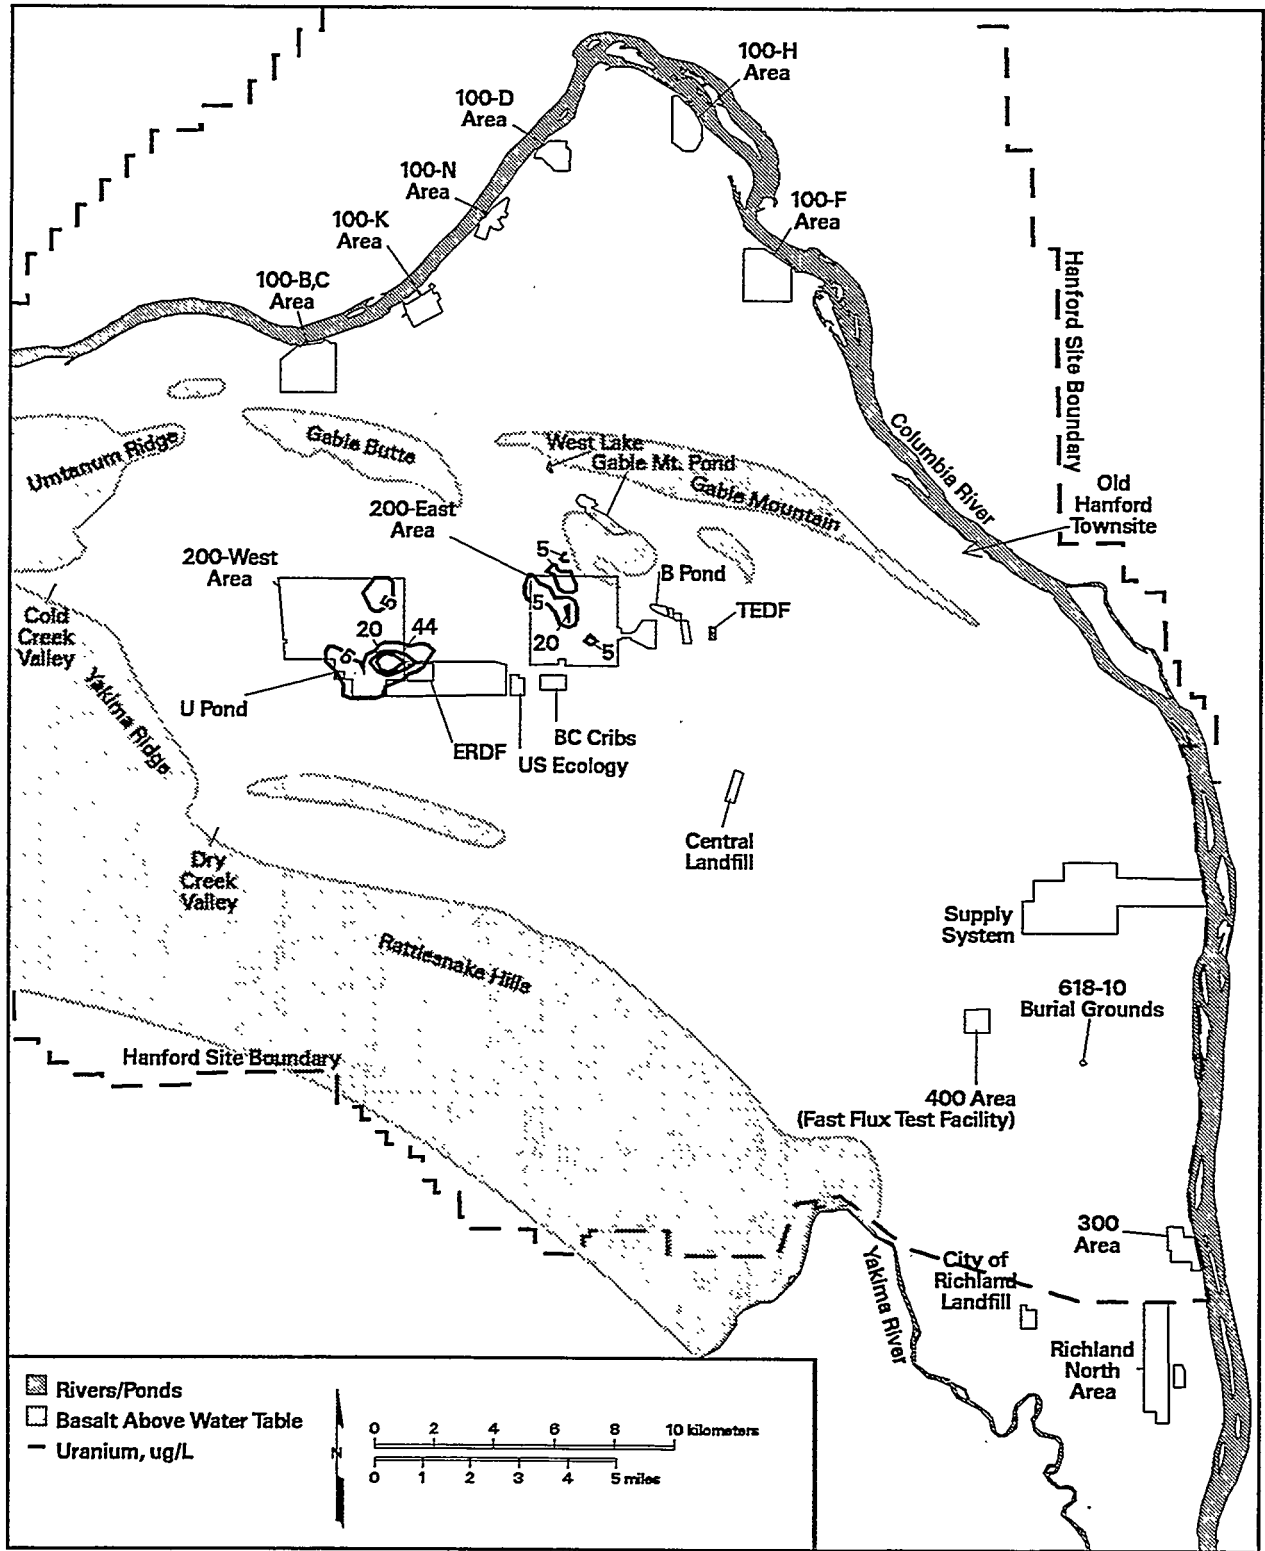 100-H
Area
100-D
Area
100-N
Area
100-K
Area
100-F
Area
100-B,C
Area
Hanford Site Boundary
Columbia River
Umtanum Ridge
Gable Butte
West Lake
Gable Mt. Pond
Gable Mountain
Old
Hanford
Townsite
200-East
Area
200-West
Area
5
B Pond
5
5
TEDF
20
44
20
5
5
Cold
Creek
Valley
Yakima Ridge
U Pond
ERDF
BC Cribs
US Ecology
Central
Landfill
Dry
Creek
Valley
Supply
System
Rattlesnake Hills
618-10
Burial Grounds
Hanford Site Boundary
400 Area
(Fast Flux Test Facility)
300
Area
City of
Richland
Landfill
Yakima River
Richland
North
Area
Rivers/Ponds
Basalt Above Water Table
Uranium, ug/L
N
0 2 4 6 8 10 kilometers
0 1 2 3 4 5 miles